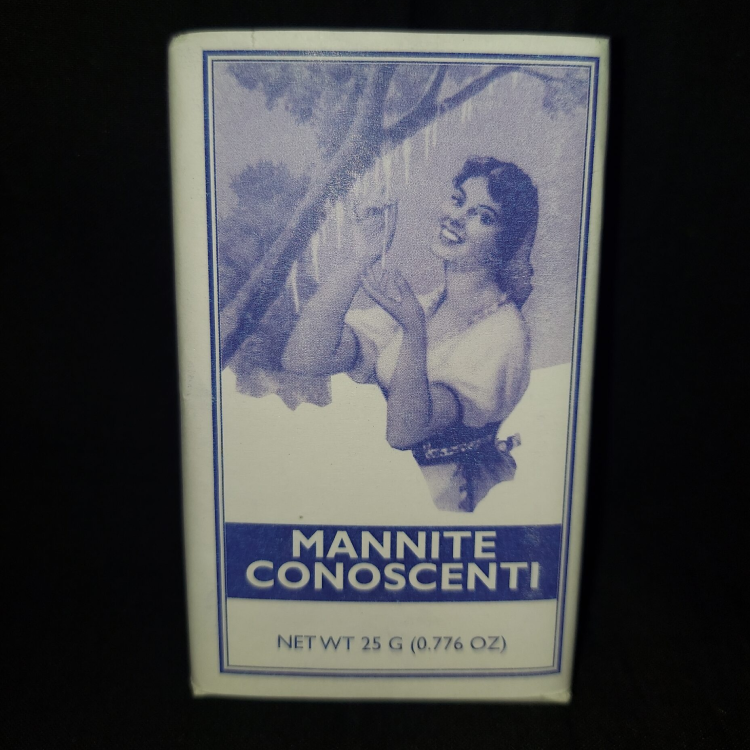 MANNITE
CONOSCENTI
NET WT 25 G (0.776 OZ)